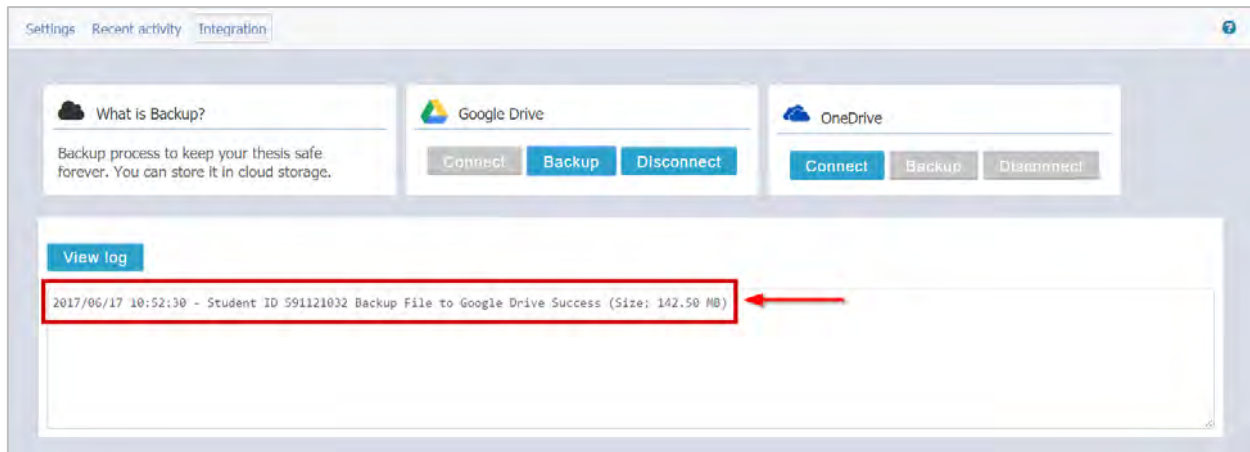 Settings Recent activity Integration
What is Backup?
Backup process to keep your thesis safe
forever. You can store it in cloud storage.
Google Drive
Connect Backup Disconnect
OneDrive
Connect Backup Disconnect
View log
2017/06/17 10:52:30 - Student ID 591121032 Backup File to Google Drive Success (Size: 142.50 MB)